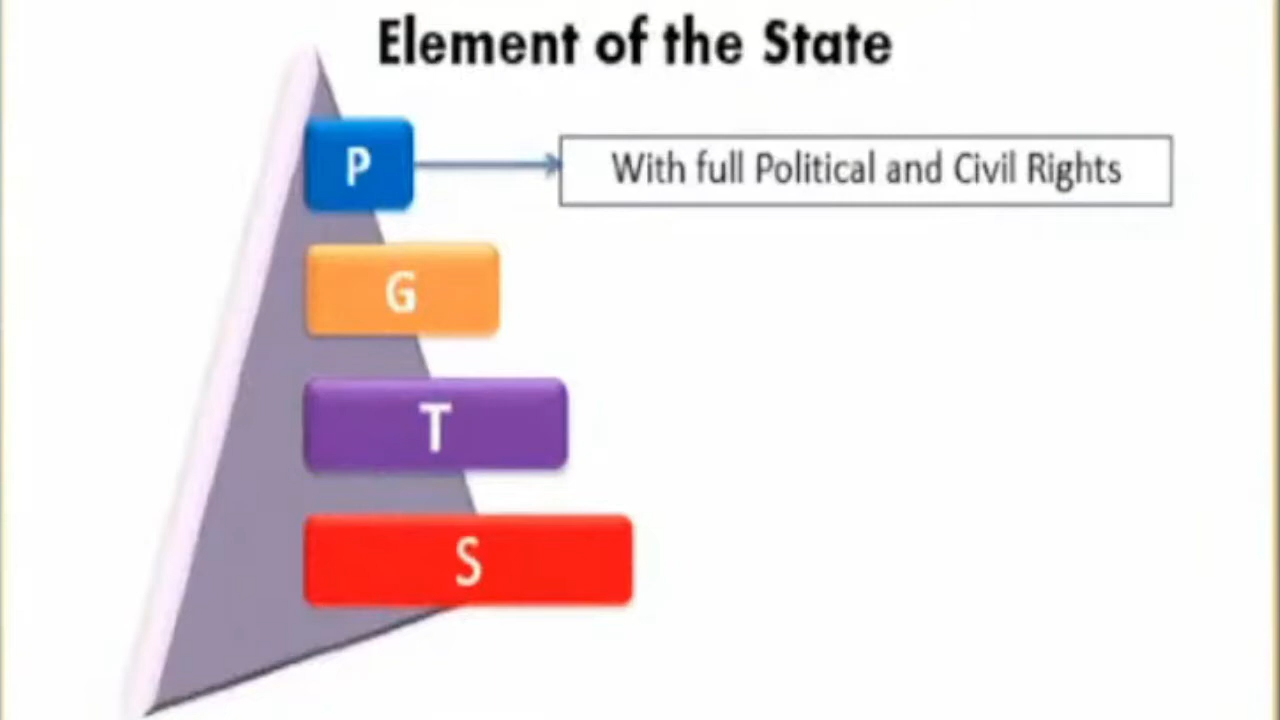 Element of the State
P
With full Political and Civil Rights
G
T
S